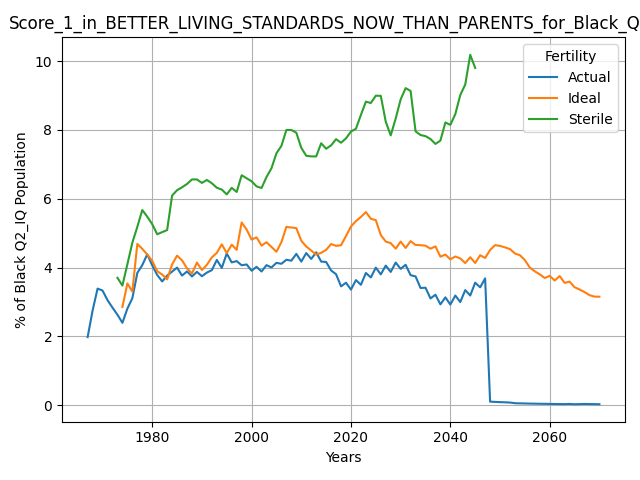 Score_1_in_BETTER_LIVING_STANDARDS_NOW_THAN_PARENTS_for_Black_Q
% of Black Q2_IQ Population
10
8
6
4
2
0
Fertility
Actual
Ideal
Sterile
1980
2000
2020
2040
2060
Years